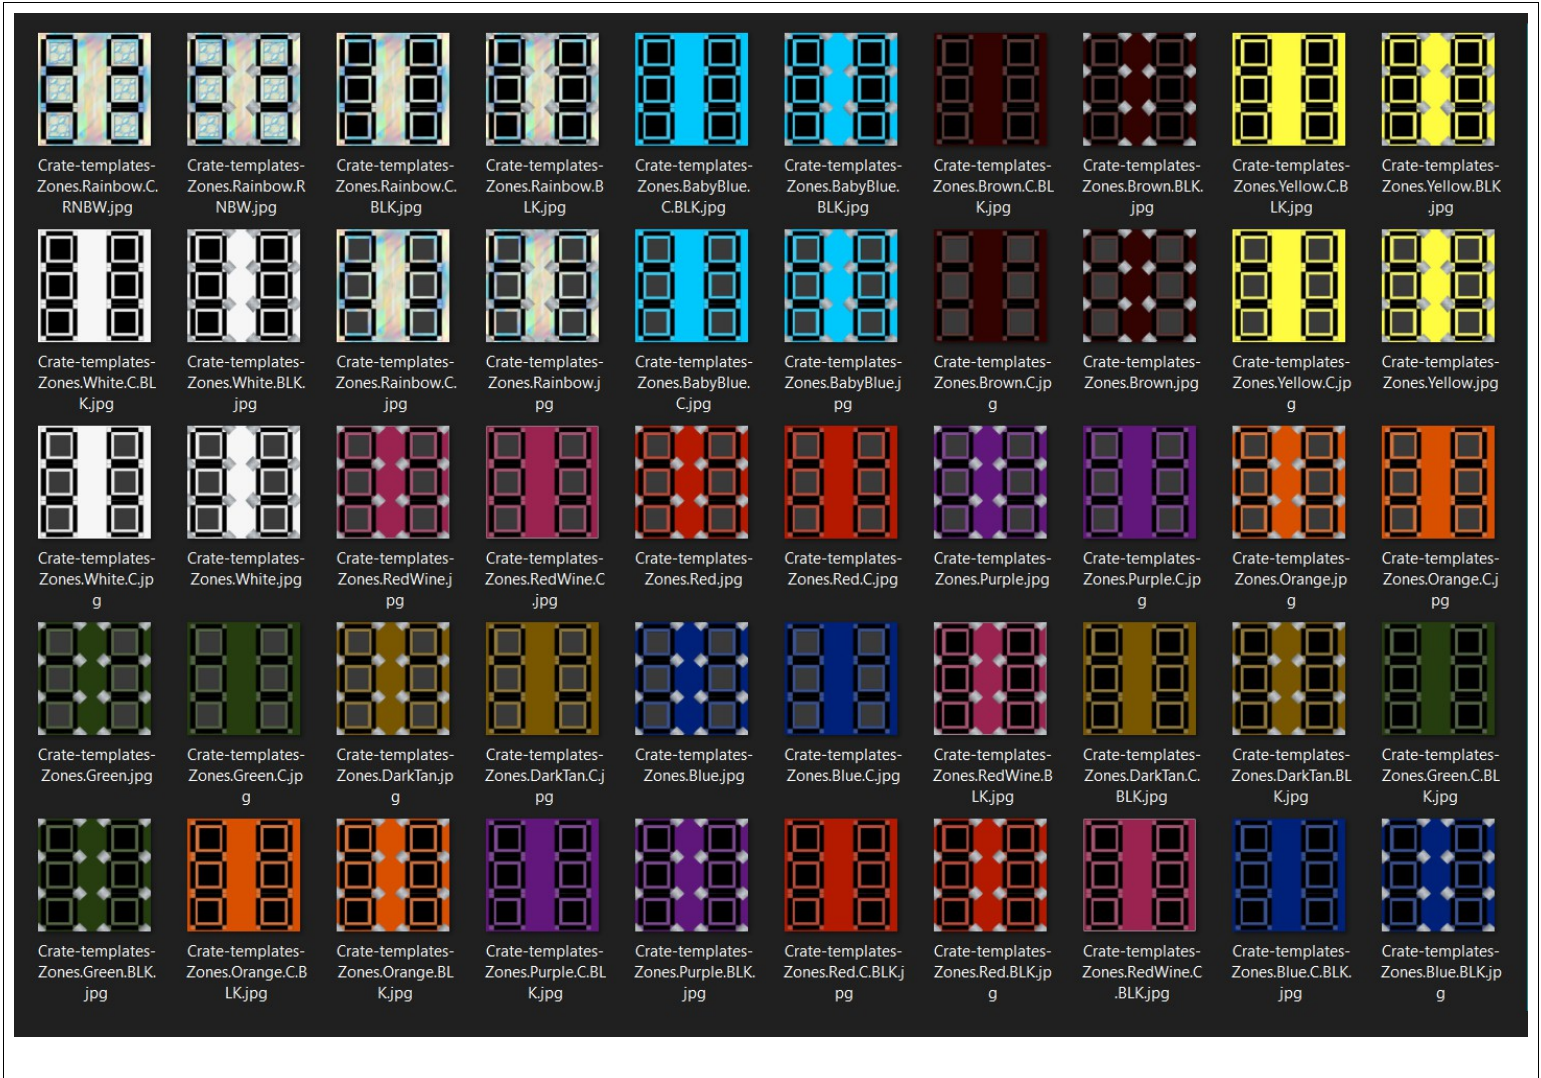 Crate-templates-
Zones.Rainbow.C.
RNBW.jpg
Crate-templates-
Zones.Rainbow.R
NBW.jpg
Crate-templates-
Zones.Rainbow.C.
BLK.jpg
Crate-templates-
Zones.Rainbow.B
LK.jpg
Crate-templates-
Zones.BabyBlue.
C.BLK.jpg
Crate-templates-
Zones.BabyBlue.
BLK.jpg
Crate-templates-
Zones.Brown.C.BL
K.jpg
Crate-templates-
Zones.Brown.BLK.
jpg
Crate-templates-
Zones.Yellow.C.B
LK.jpg
Crate-templates-
Zones.Yellow.BLK
.jpg
Crate-templates-
Zones.White.C.BL
K.jpg
Crate-templates-
Zones.White.BLK.
jpg
Crate-templates-
Zones.Rainbow.C.
jpg
Crate-templates-
Zones.Rainbow.j
pg
Crate-templates-
Zones.BabyBlue.
C.jpg
Crate-templates-
Zones.BabyBlue.j
pg
Crate-templates-
Zones.Brown.C.jp
g
Crate-templates-
Zones.Brown.jpg
Crate-templates-
Zones.Yellow.C.jp
g
Crate-templates-
Zones.Yellow.jpg
Crate-templates-
Zones.White.C.jp
g
Crate-templates-
Zones.White.jpg
Crate-templates-
Zones.RedWine.j
pg
Crate-templates-
Zones.RedWine.C
.jpg
Crate-templates-
Zones.Red.jpg
Crate-templates-
Zones.Red.C.jpg
Crate-templates-
Zones.Purple.jpg
Crate-templates-
Zones.Purple.C.jp
g
Crate-templates-
Zones.Orange.jp
g
Crate-templates-
Zones.Orange.C.j
pg
Crate-templates-
Zones.Green.jpg
Crate-templates-
Zones.Green.C.jp
g
Crate-templates-
Zones.DarkTan.jp
g
Crate-templates-
Zones.DarkTan.C.j
pg
Crate-templates-
Zones.Blue.jpg
Crate-templates-
Zones.Blue.C.jpg
Crate-templates-
Zones.RedWine.B
LK.jpg
Crate-templates-
Zones.DarkTan.C.
BLK.jpg
Crate-templates-
Zones.DarkTan.BL
K.jpg
Crate-templates-
Zones.Green.C.BL
K.jpg
Crate-templates-
Zones.Green.BLK.
jpg
Crate-templates-
Zones.Orange.C.B
LK.jpg
Crate-templates-
Zones.Orange.BL
K.jpg
Crate-templates-
Zones.Purple.C.BL
K.jpg
Crate-templates-
Zones.Purple.BLK.
jpg
Crate-templates-
Zones.Red.C.BLK.j
pg
Crate-templates-
Zones.Red.BLK.jp
g
Crate-templates-
Zones.RedWine.C
.BLK.jpg
Crate-templates-
Zones.Blue.C.BLK.
jpg
Crate-templates-
Zones.Blue.BLK.jp
g